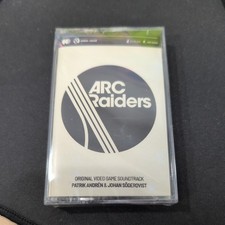 ARC
Raiders
ORIGINAL VIDEO GAME SOUNDTRACK
PATRIK ANDRÉN & JOHAN SÖDERQVIST